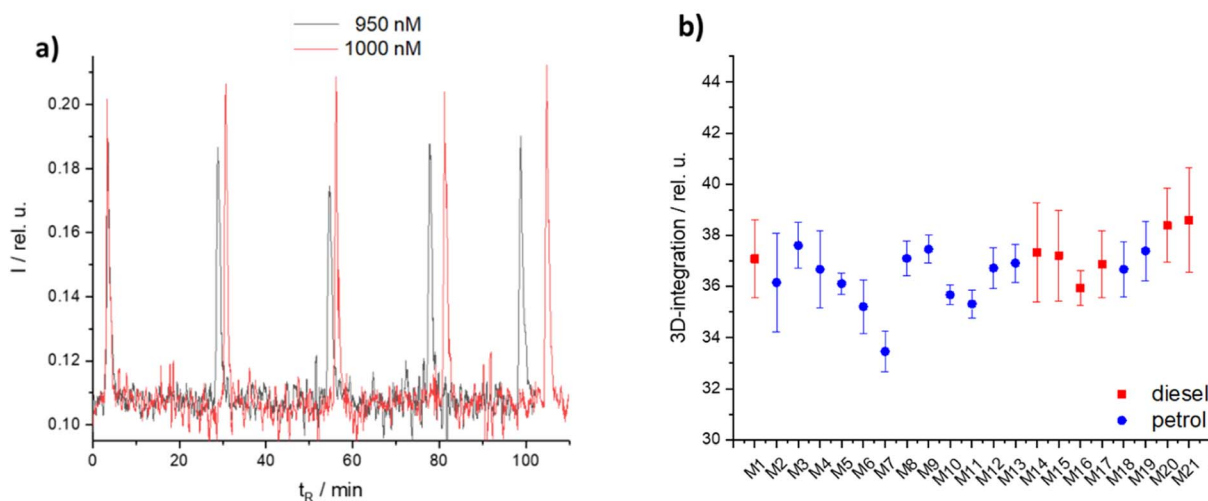 950 nM
1000 nM
a)
0.20
0.18
0.16
0.14
0.12
0.10
I / rel. u.
0 20 40 60 80 100
t_R / min
b)
44
42
40
38
36
34
32
30
3D-integration / rel. u.
diesel
petrol
M1 M2 M3 M4 M5 M6 M7 M8 M9 M10 M11 M12 M13 M14 M15 M16 M17 M18 M19 M20 M21